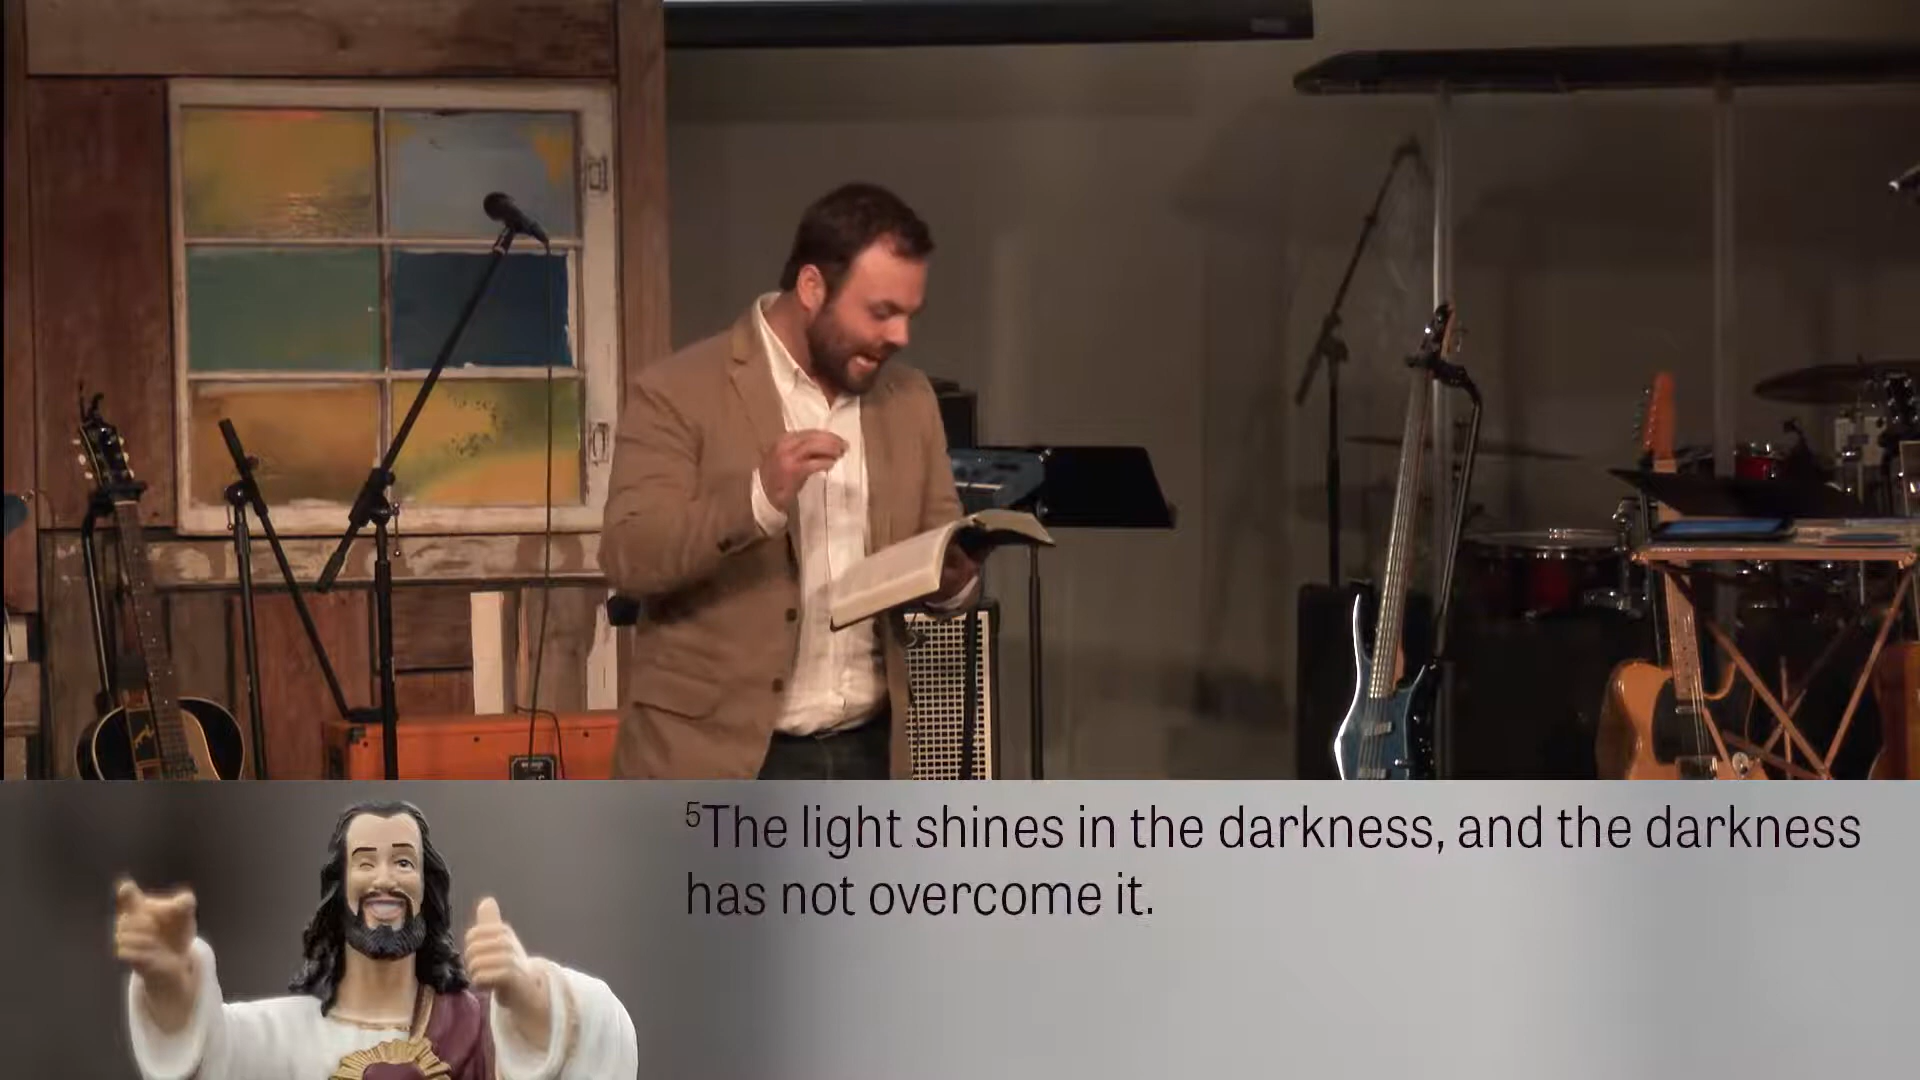 ⁵The light shines in the darkness, and the darkness
has not overcome it.